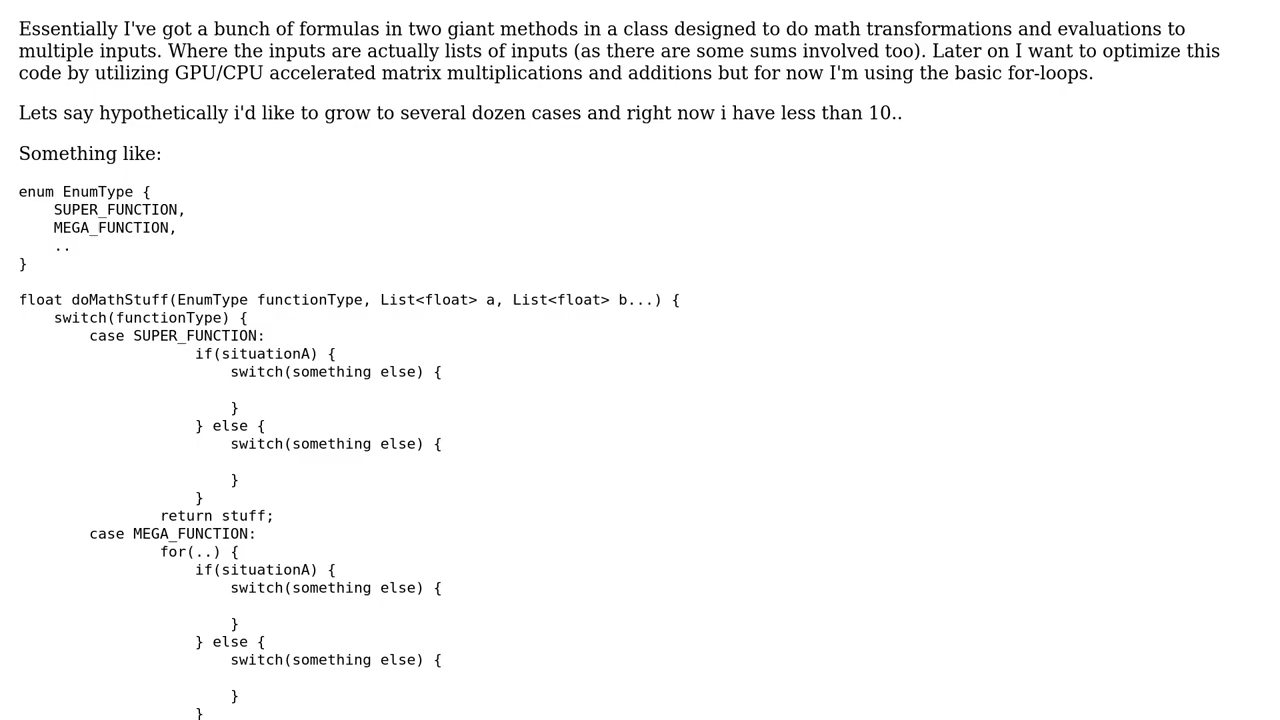 Essentially I've got a bunch of formulas in two giant methods in a class designed to do math transformations and evaluations to
multiple inputs. Where the inputs are actually lists of inputs (as there are some sums involved too). Later on I want to optimize this
code by utilizing GPU/CPU accelerated matrix multiplications and additions but for now I'm using the basic for-loops.
Lets say hypothetically i'd like to grow to several dozen cases and right now i have less than 10..
Something like:
enum EnumType {
    SUPER_FUNCTION,
    MEGA_FUNCTION,
    ..
}
float doMathStuff(EnumType functionType, List<float> a, List<float> b...) {
    switch(functionType) {
        case SUPER_FUNCTION:
                    if(situationA) {
                        switch(something else) {
                        }
                    } else {
                        switch(something else) {
                        }
                    }
                return stuff;
        case MEGA_FUNCTION:
                for(..) {
                    if(situationA) {
                        switch(something else) {
                        }
                    } else {
                        switch(something else) {
                        }
                    }